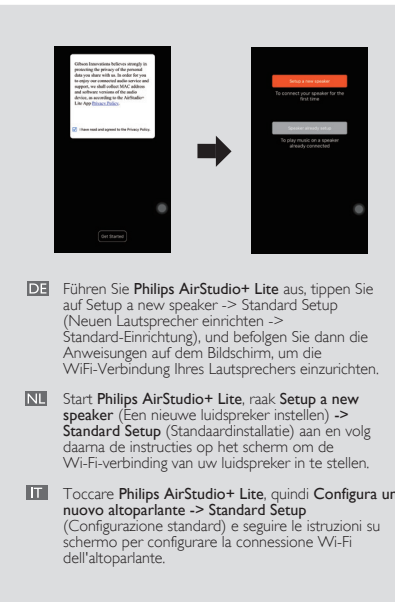 Gibson Innovations believes strongly in
protecting the privacy of the personal
data you share with us. In order for you
to enjoy our connected audio service and
support, we shall collect MAC address
and software versions of the audio
device, as according to the AirStudio+
Lite App Privacy Policy.
I have read and agreed to the Privacy Policy.
Get Started
Setup a new speaker
To connect your speaker for the
first time
Speaker already setup
To play music on a speaker
already connected
DE
Führen Sie Philips AirStudio+ Lite aus, tippen Sie
auf Setup a new speaker -> Standard Setup
(Neuen Lautsprecher einrichten ->
Standard-Einrichtung), und befolgen Sie dann die
Anweisungen auf dem Bildschirm, um die
WiFi-Verbindung Ihres Lautsprechers einzurichten.
NL
Start Philips AirStudio+ Lite, raak Setup a new
speaker (Een nieuwe luidspreker instellen) ->
Standard Setup (Standaardinstallatie) aan en volg
daarna de instructies op het scherm om de
Wi-Fi-verbinding van uw luidspreker in te stellen.
IT
Toccare Philips AirStudio+ Lite, quindi Configura un
nuovo altoparlante -> Standard Setup
(Configurazione standard) e seguire le istruzioni su
schermo per configurare la connessione Wi-Fi
dell'altoparlante.